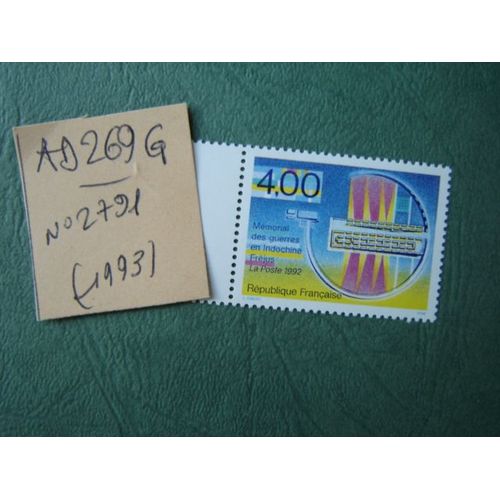 AD269G
N°2791
(1993)
4,00
Mémorial
des guerres
en Indochine
Fréjus
La Poste 1992
République Française